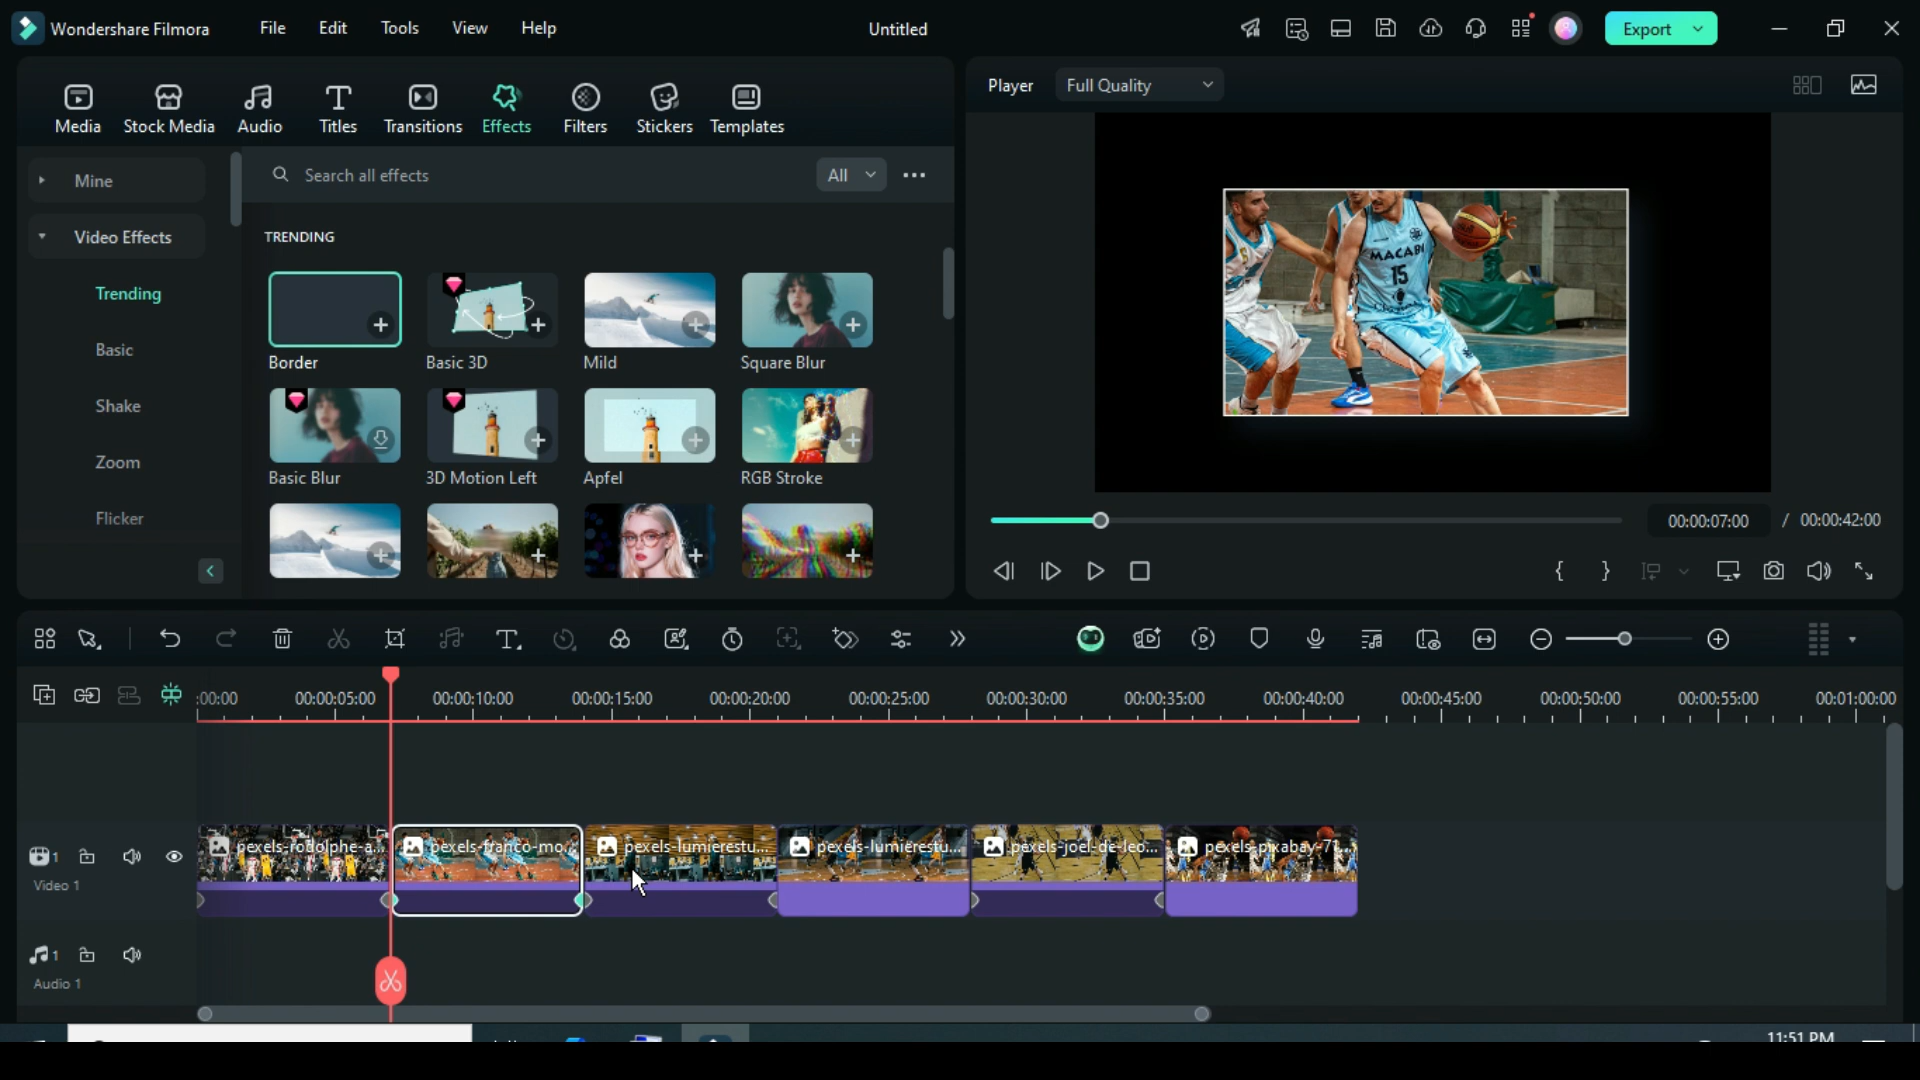 Wondershare Filmora File Edit Tools View Help Untitled Export
Media Stock Media Audio Titles Transitions Effects Filters Stickers Templates
Player Full Quality
Mine
Search all effects All
Video Effects
TRENDING
Trending
Basic
Shake
Zoom
Flicker
Border Basic 3D Mild Square Blur
Basic Blur 3D Motion Left Apfel RGB Stroke
MACABI
15
00:00:07:00 / 00:00:42:00
:00:00 00:00:05:00 00:00:10:00 00:00:15:00 00:00:20:00 00:00:25:00 00:00:30:00 00:00:35:00 00:00:40:00 00:00:45:00 00:00:50:00 00:00:55:00 00:01:00:00
1
Video 1
pexels-rodolphe-a... pexels-franco-mo... pexels-lumierestu... pexels-lumierestu... pexels-joel-de-leo... pexels-pixabay-71...
1
Audio 1
11:51 PM